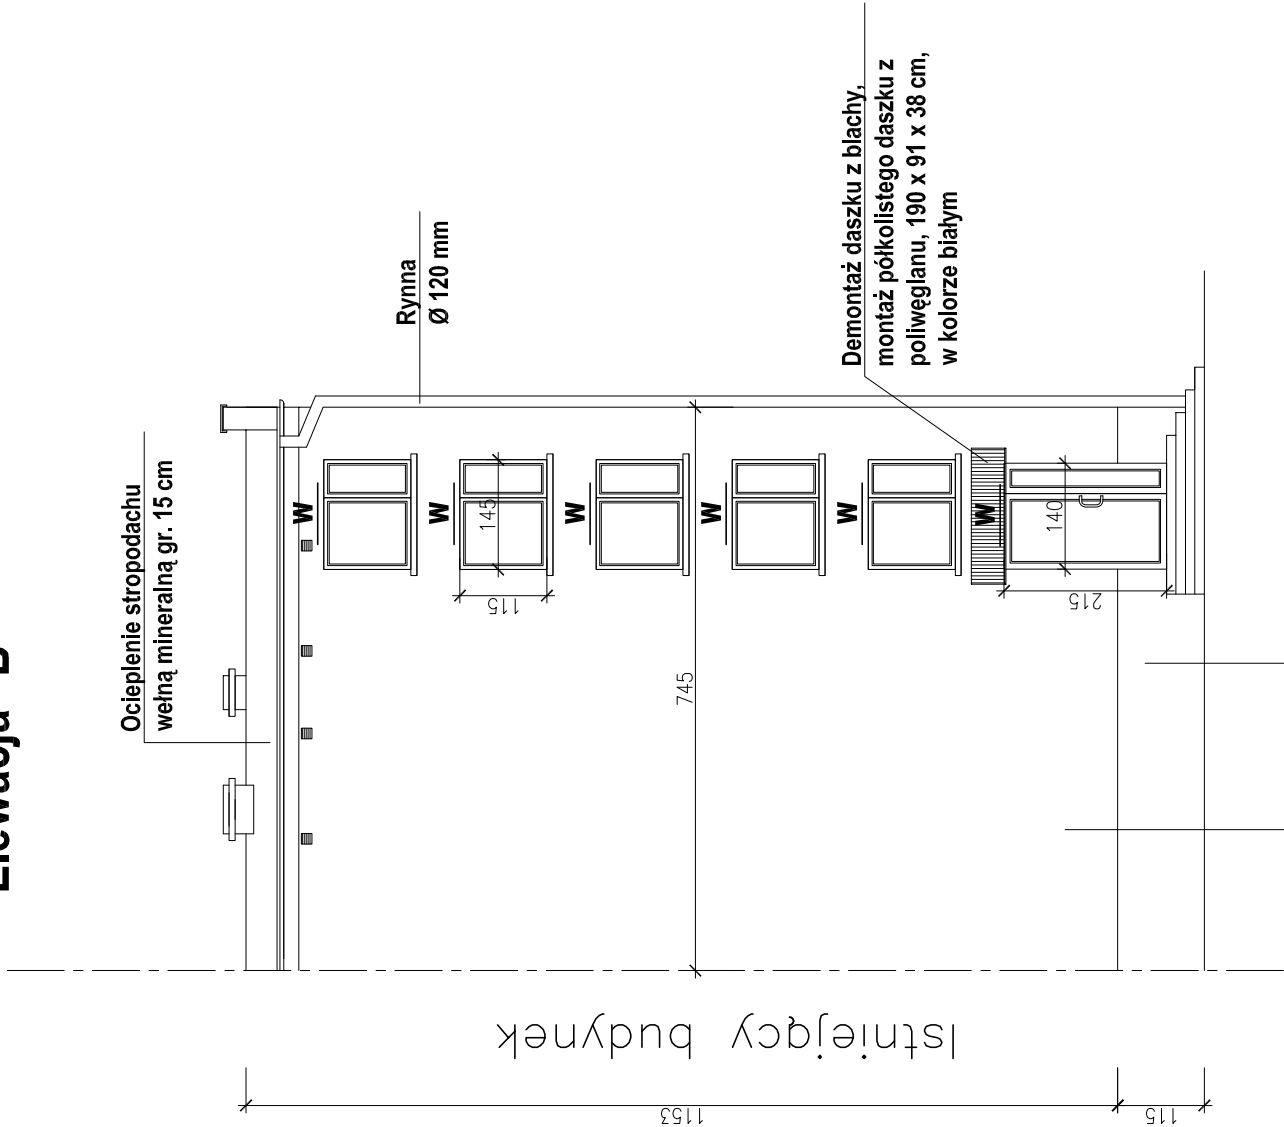 Ocieplenie stropodachu
wełną mineralną gr. 15 cm
Rynna
Ø 120 mm
Demontaż daszku z blachy,
montaż półkolistego daszku z
poliwęglanu, 190 x 91 x 38 cm,
w kolorze białym
W
W
W
W
W
W
145
115
140
215
745
Istniejący budynek
1153
115